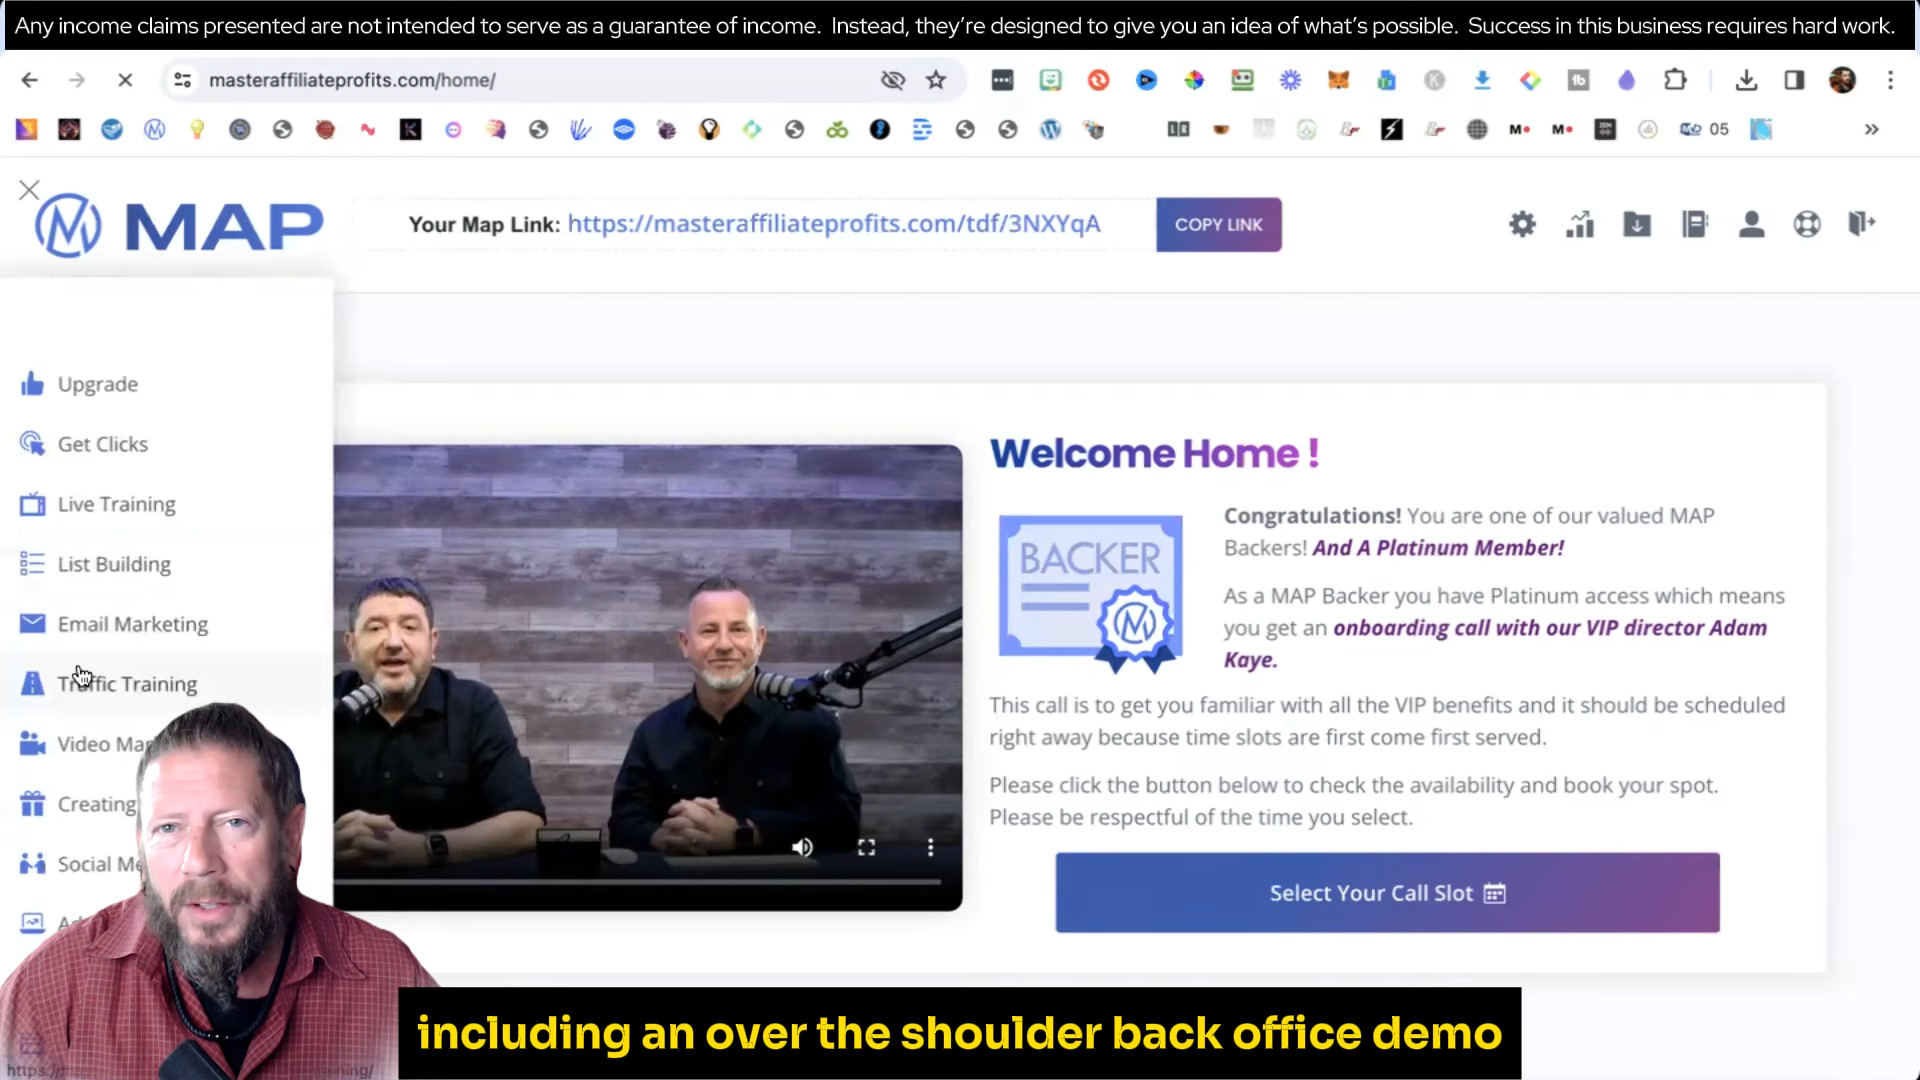 Any income claims presented are not intended to serve as a guarantee of income. Instead, they're designed to give you an idea of what's possible. Success in this business requires hard work.
masteraffiliateprofits.com/home/
05
MAP
Your Map Link: https://masteraffiliateprofits.com/tdf/3NXYqA
COPY LINK
Upgrade
Get Clicks
Live Training
List Building
Email Marketing
Traffic Training
Video Mar
Creating
Social Me
Welcome Home !
BACKER
Congratulations! You are one of our valued MAP
Backers! And A Platinum Member!
As a MAP Backer you have Platinum access which means
you get an onboarding call with our VIP director Adam
Kaye.
This call is to get you familiar with all the VIP benefits and it should be scheduled
right away because time slots are first come first served.
Please click the button below to check the availability and book your spot.
Please be respectful of the time you select.
Select Your Call Slot
including an over the shoulder back office demo